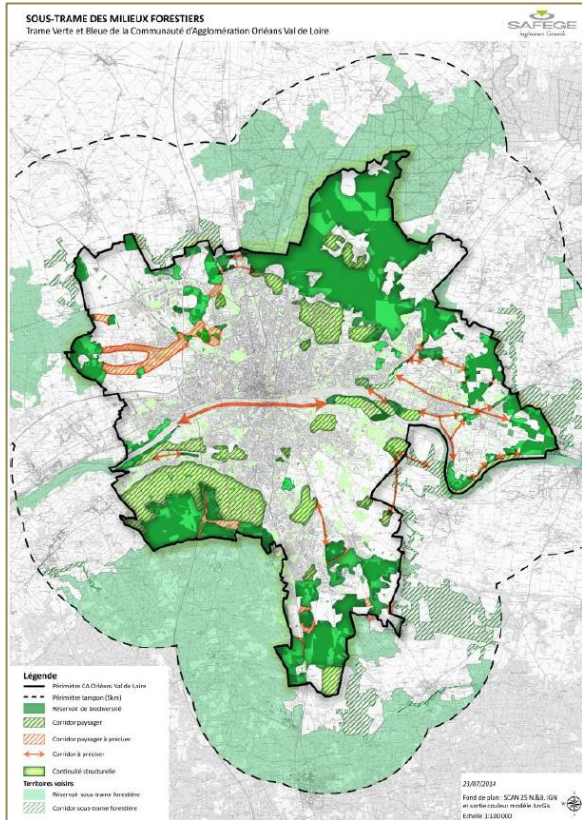 SOUS-TRAME DES MILIEUX FORESTIERS
Trame Verte et Bleue de la Communauté d'Agglomération Orléans Val de Loire
SAFEGE
Ingénieurs Conseils
Légende
Périmètre CA Orléans Val de Loire
Périmètre tampon (5km)
Réservoir de biodiversité
Corridor paysager
Corridor paysager à préciser
Corridor à préciser
Continuité structurelle
Territoires voisins
Réservoir sous-trame forestière
Corridor sous-trame forestière
23/07/2014
Fond de plan : SCAN 25 N&B, IGN
et sortie couleur modèle ArcGis
Echelle 1:130000